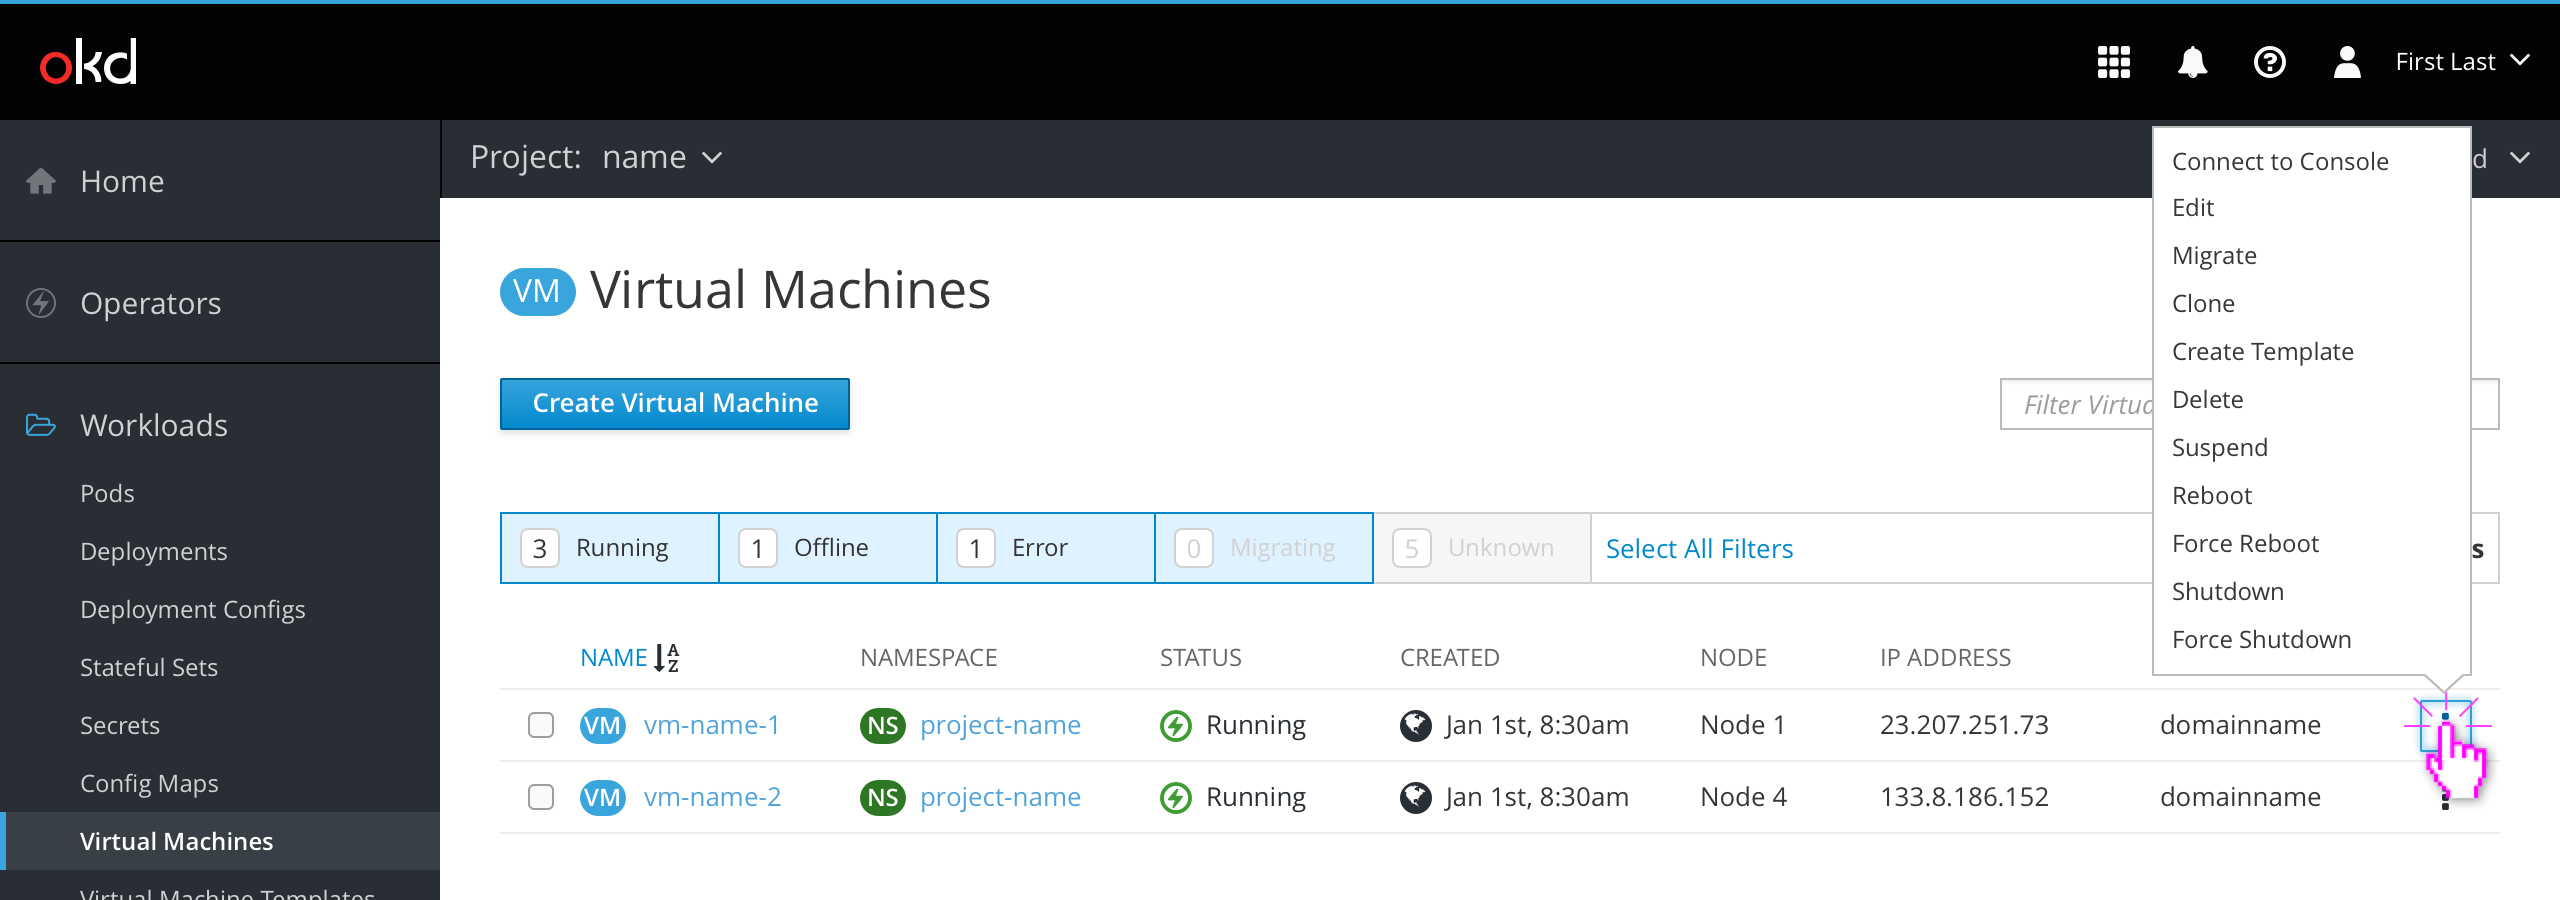 okd
First Last
Project: name
d
Home
Operators
Workloads
Pods
Deployments
Deployment Configs
Stateful Sets
Secrets
Config Maps
Virtual Machines
Virtual Machine Templates
VM Virtual Machines
Create Virtual Machine
Filter Virtua
3 Running 1 Offline 1 Error 0 Migrating 5 Unknown Select All Filters s
NAME AZ NAMESPACE STATUS CREATED NODE IP ADDRESS
VM vm-name-1 NS project-name Running Jan 1st, 8:30am Node 1 23.207.251.73 domainname
VM vm-name-2 NS project-name Running Jan 1st, 8:30am Node 4 133.8.186.152 domainname
Connect to Console
Edit
Migrate
Clone
Create Template
Delete
Suspend
Reboot
Force Reboot
Shutdown
Force Shutdown